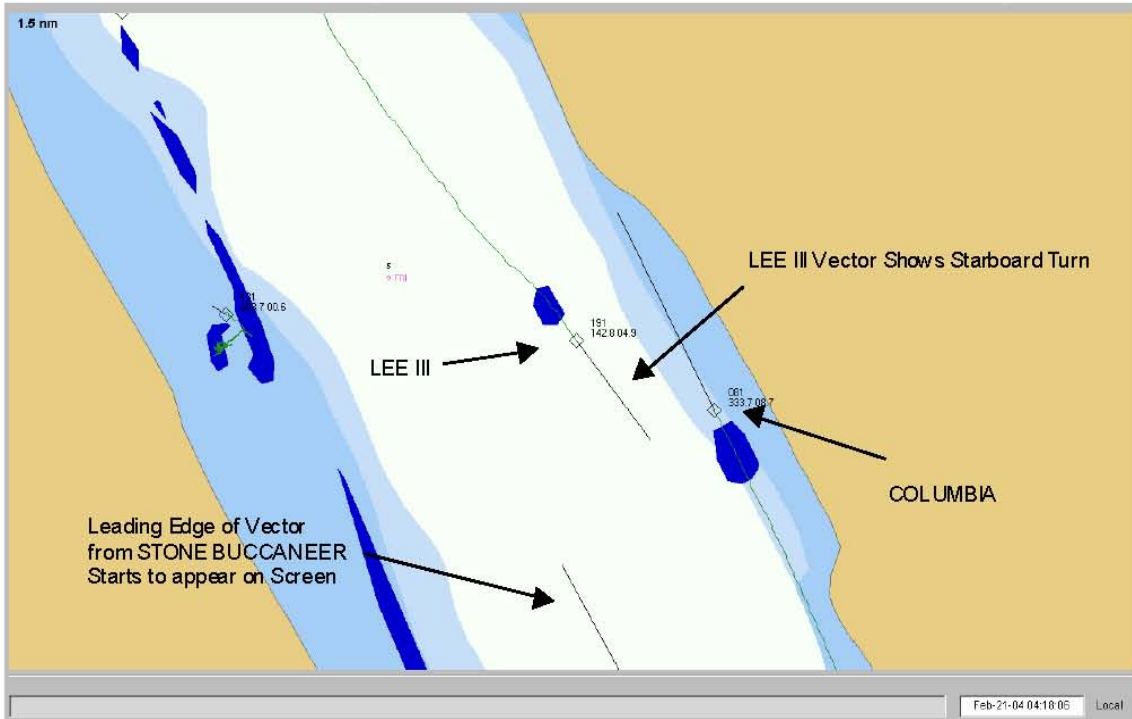 1.5 nm
LEE III Vector Shows Starboard Turn
5
191
142.8 04.9
LEE III
081
333.7 08.7
COLUMBIA
Leading Edge of Vector
from STONE BUCCANEER
Starts to appear on Screen
Feb-21-04 04:18:06 Local